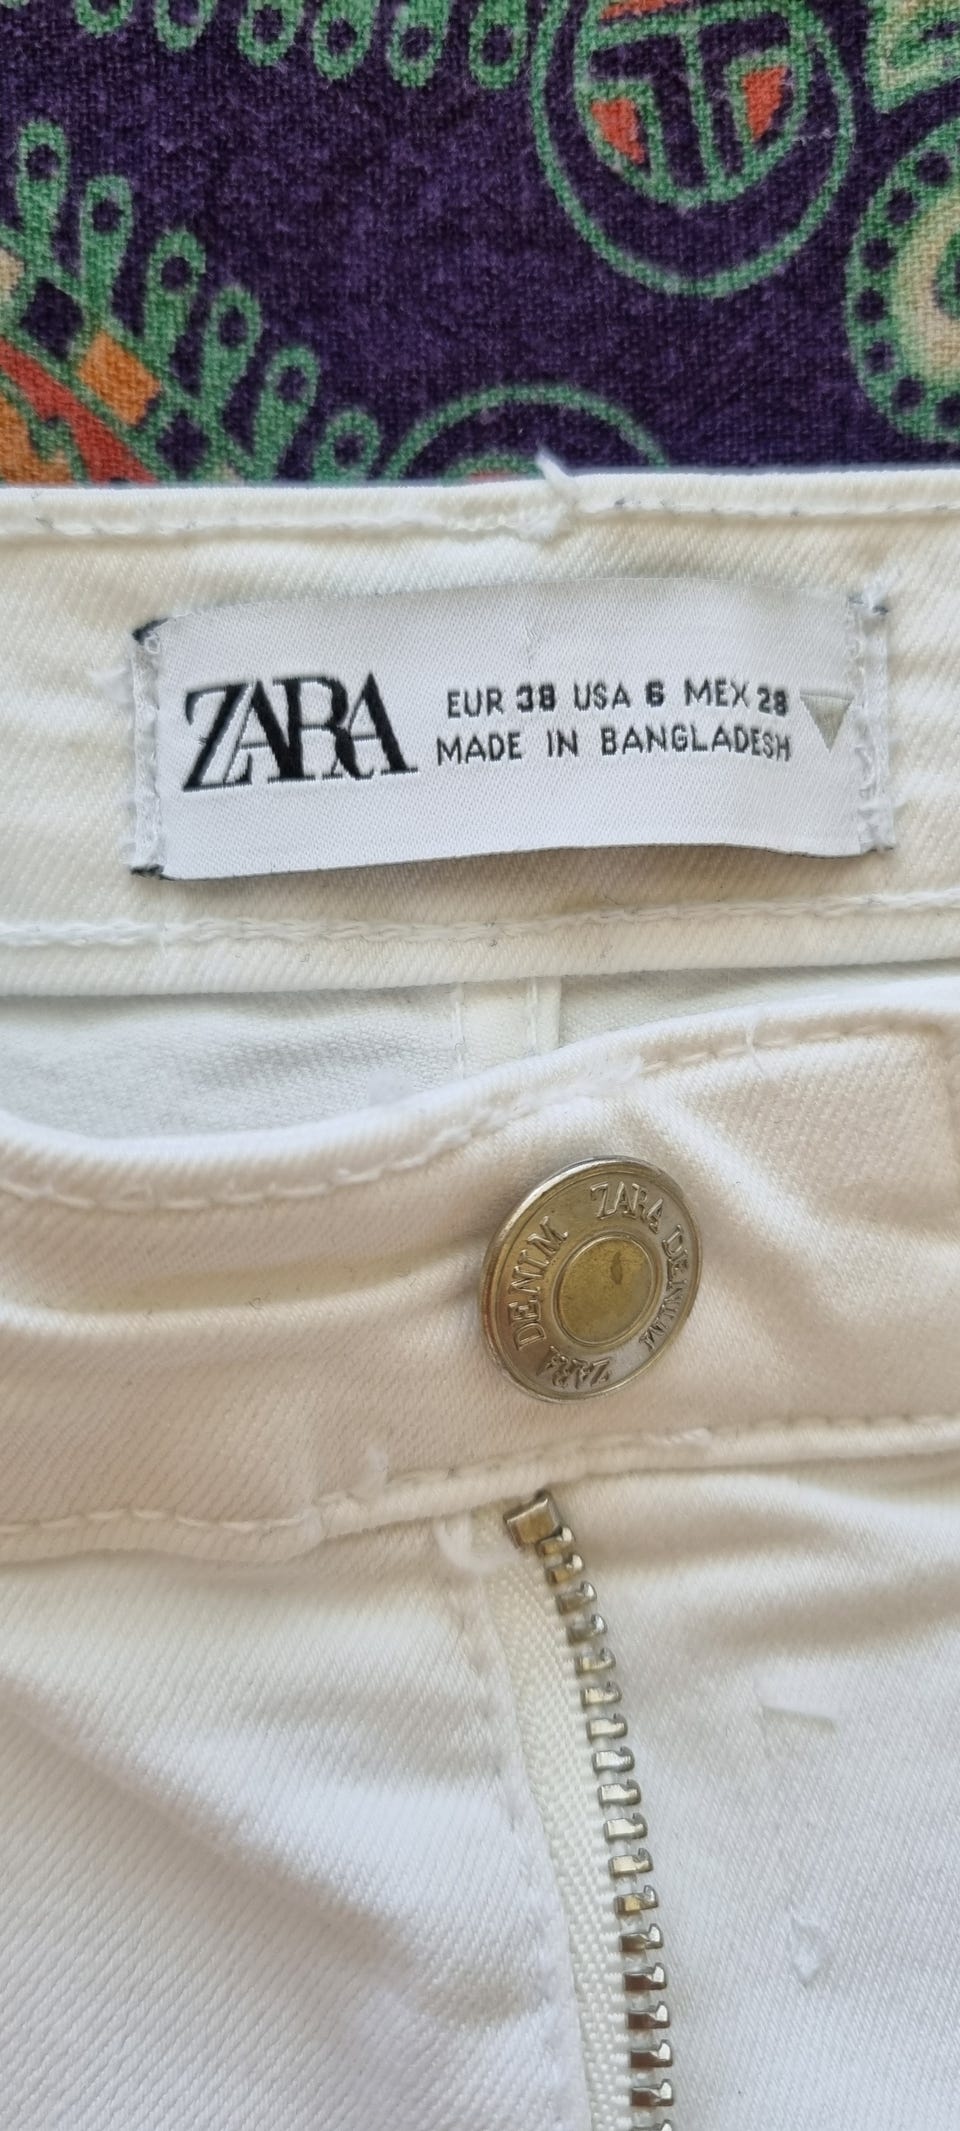 ZARA
EUR 38 USA 6 MEX 28
MADE IN BANGLADESH
ZARA DENIM
ZARA DENIM